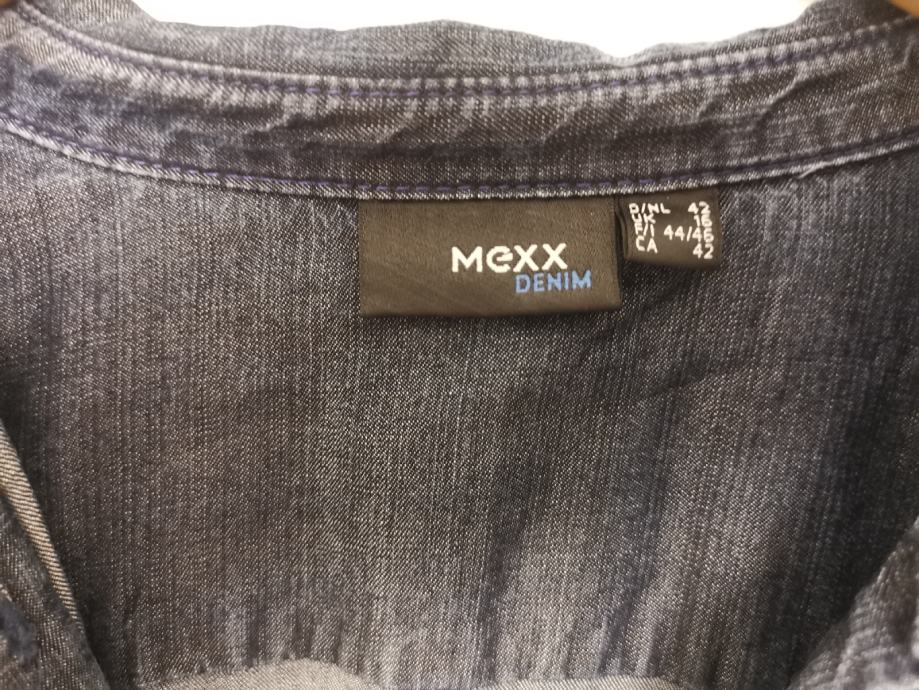 MEXX
DENIM
D/NL 42
UK 16
F/I 44/46
CA 42